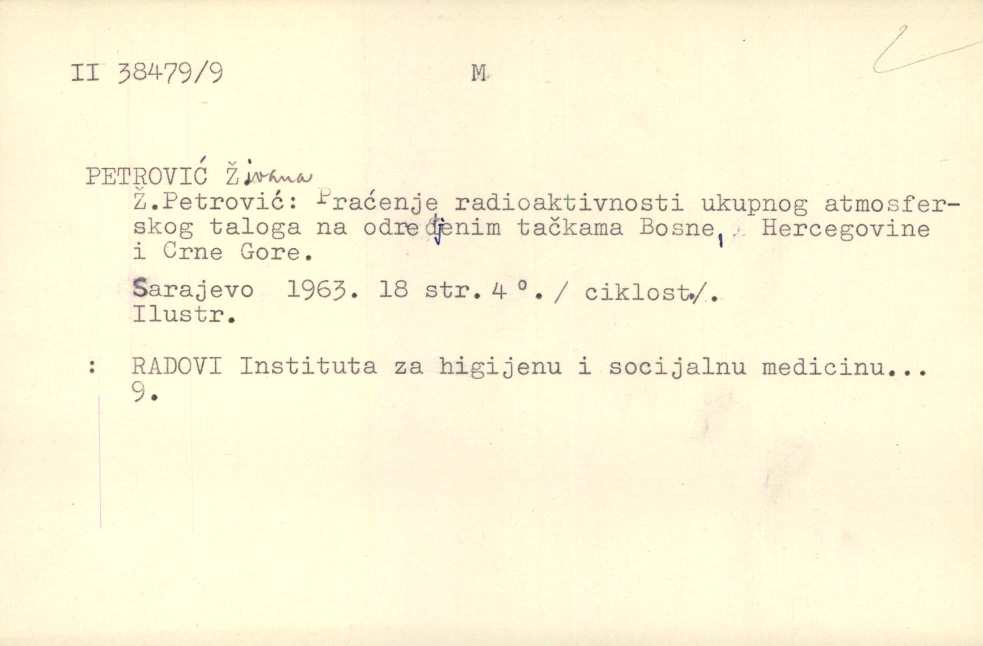 II 38479/9 M
PETROVIĆ Živana
Ž.Petrović: Praćenje radioaktivnosti ukupnog atmosfer-
skog taloga na određjenim tačkama Bosne, Hercegovine
i Crne Gore.
Sarajevo 1963. 18 str. 4°. / ciklost./.
Ilustr.
: RADOVI Instituta za higijenu i socijalnu medicinu...
9.